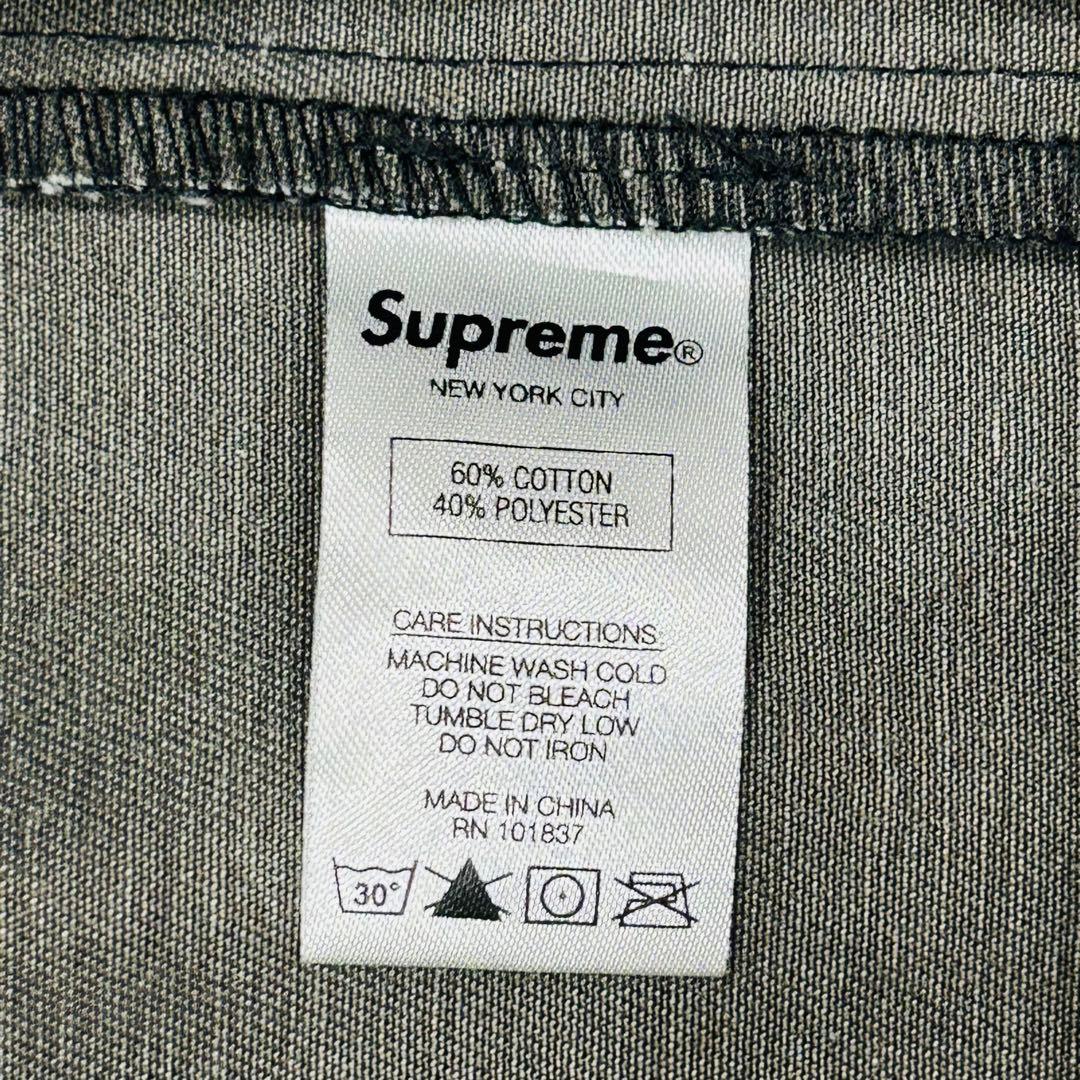 Supreme®
NEW YORK CITY
60% COTTON
40% POLYESTER
CARE INSTRUCTIONS
MACHINE WASH COLD
DO NOT BLEACH
TUMBLE DRY LOW
DO NOT IRON
MADE IN CHINA
RN 101837
30°